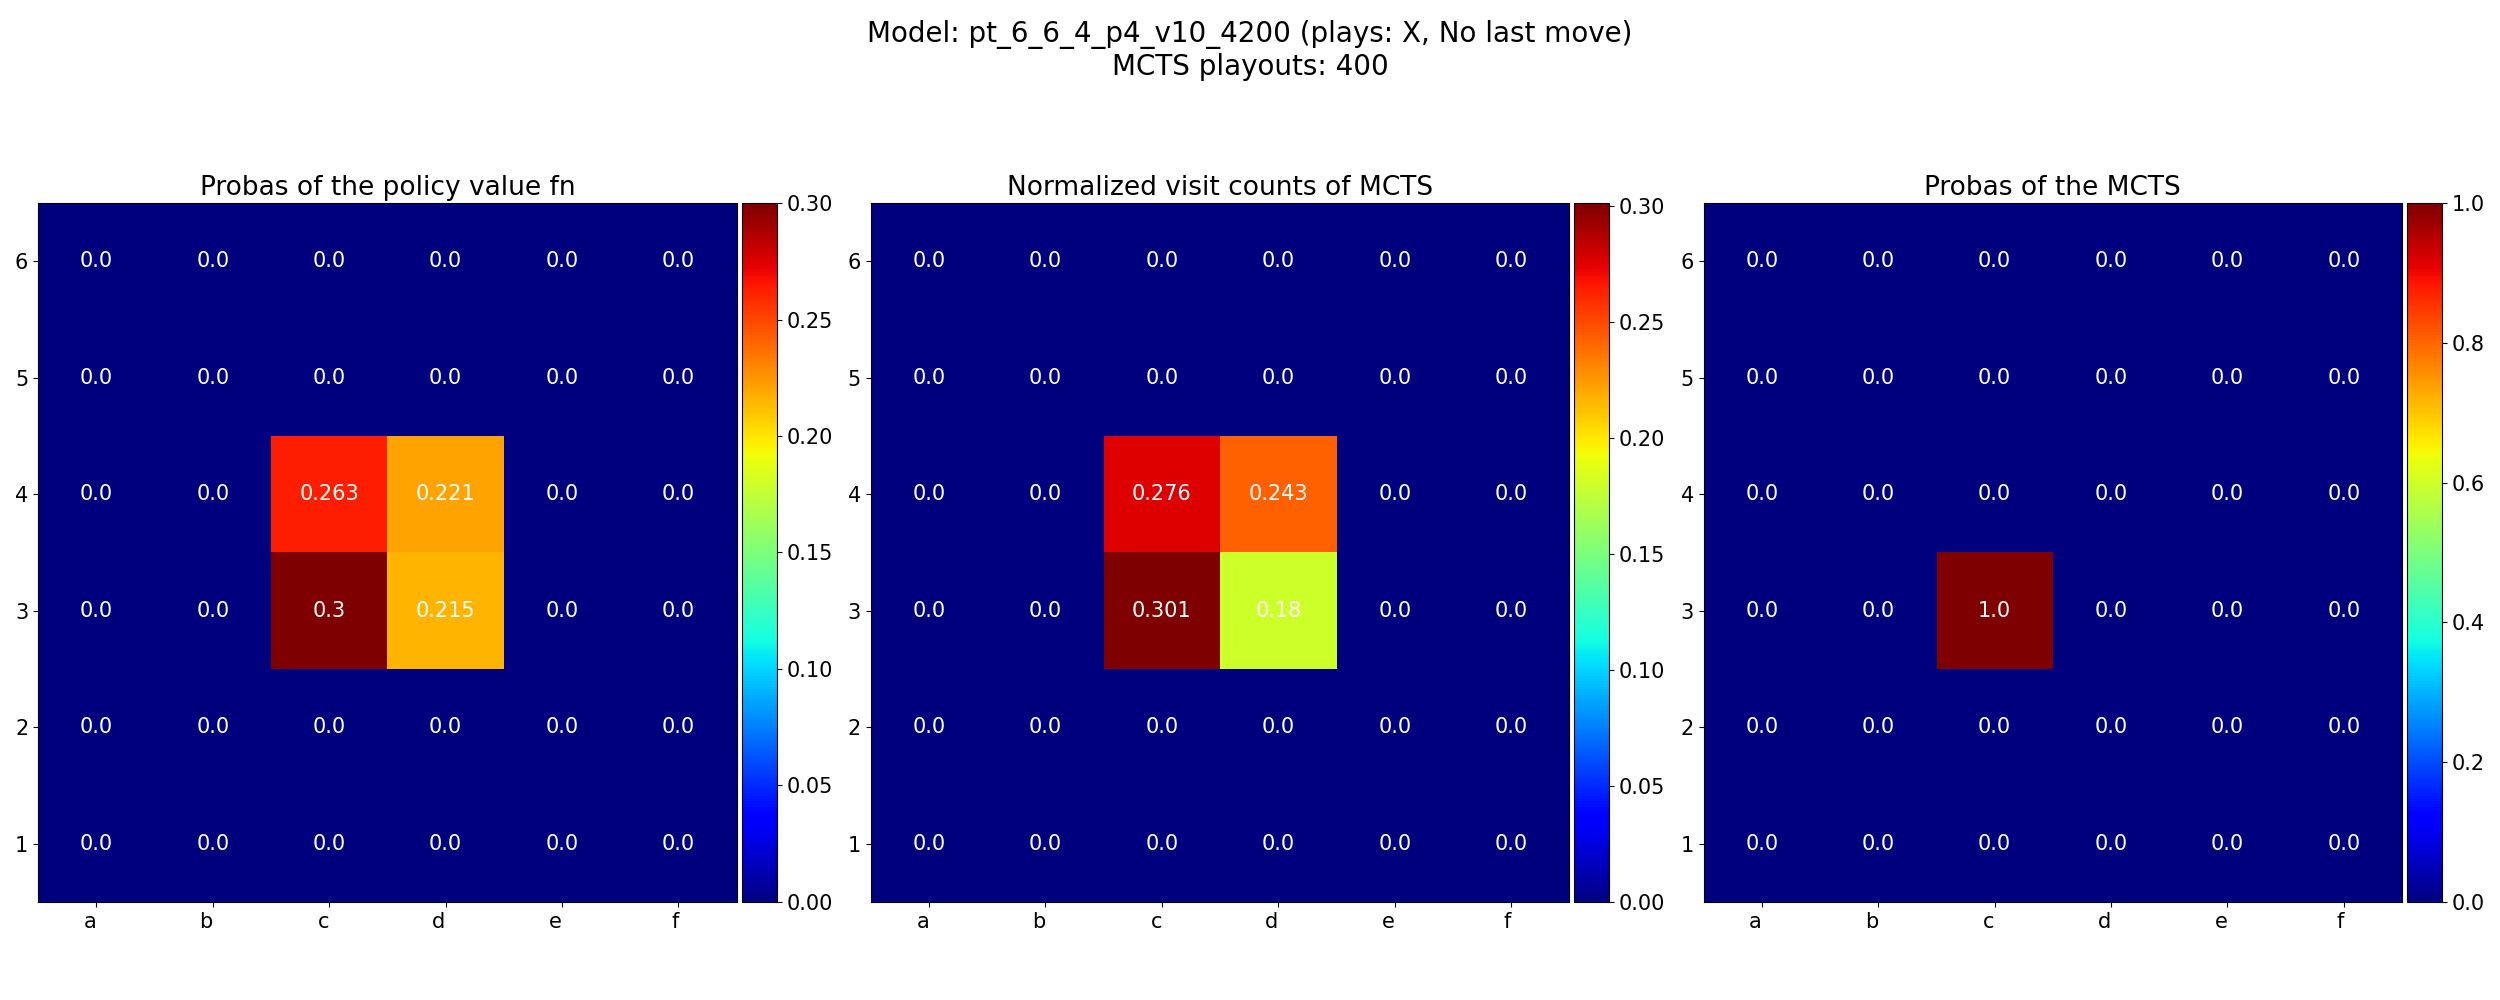 Model: pt_6_6_4_p4_v10_4200 (plays: X, No last move)
MCTS playouts: 400
Probas of the policy value fn
6 0.0 0.0 0.0 0.0 0.0 0.0
5 0.0 0.0 0.0 0.0 0.0 0.0
4 0.0 0.0 0.263 0.221 0.0 0.0
3 0.0 0.0 0.3 0.215 0.0 0.0
2 0.0 0.0 0.0 0.0 0.0 0.0
1 0.0 0.0 0.0 0.0 0.0 0.0
a b c d e f
0.30
0.25
0.20
0.15
0.10
0.05
0.00
Normalized visit counts of MCTS
6 0.0 0.0 0.0 0.0 0.0 0.0
5 0.0 0.0 0.0 0.0 0.0 0.0
4 0.0 0.0 0.276 0.243 0.0 0.0
3 0.0 0.0 0.301 0.18 0.0 0.0
2 0.0 0.0 0.0 0.0 0.0 0.0
1 0.0 0.0 0.0 0.0 0.0 0.0
a b c d e f
0.30
0.25
0.20
0.15
0.10
0.05
0.00
Probas of the MCTS
6 0.0 0.0 0.0 0.0 0.0 0.0
5 0.0 0.0 0.0 0.0 0.0 0.0
4 0.0 0.0 0.0 0.0 0.0 0.0
3 0.0 0.0 1.0 0.0 0.0 0.0
2 0.0 0.0 0.0 0.0 0.0 0.0
1 0.0 0.0 0.0 0.0 0.0 0.0
a b c d e f
1.0
0.8
0.6
0.4
0.2
0.0